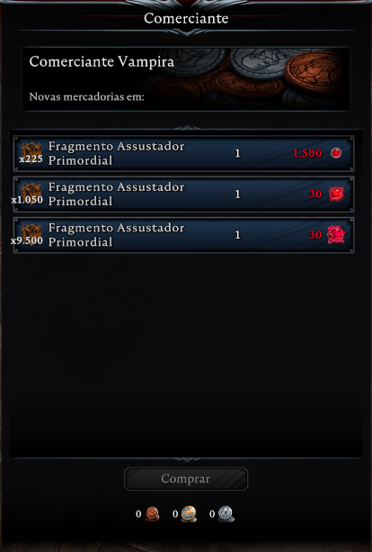 Comerciante
Comerciante Vampira
Novas mercadorias em:
x225 Fragmento Assustador Primordial 1 1.500
x1.050 Fragmento Assustador Primordial 1 30
x9.500 Fragmento Assustador Primordial 1 30
Comprar
0 0 0